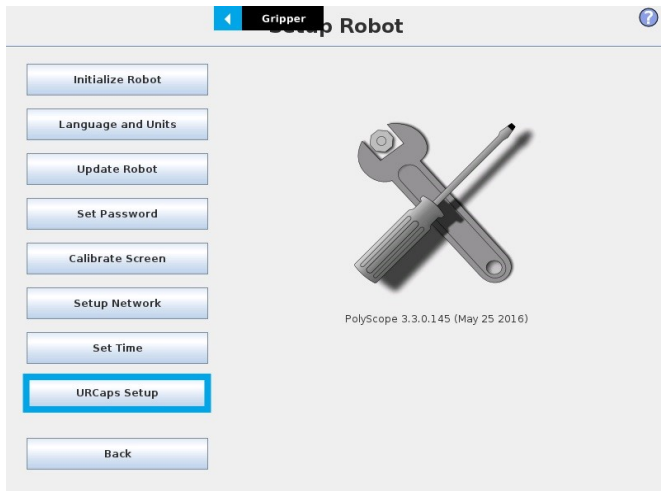 Gripper
Setup Robot
Initialize Robot
Language and Units
Update Robot
Set Password
Calibrate Screen
Setup Network
Set Time
URCaps Setup
Back
PolyScope 3.3.0.145 (May 25 2016)